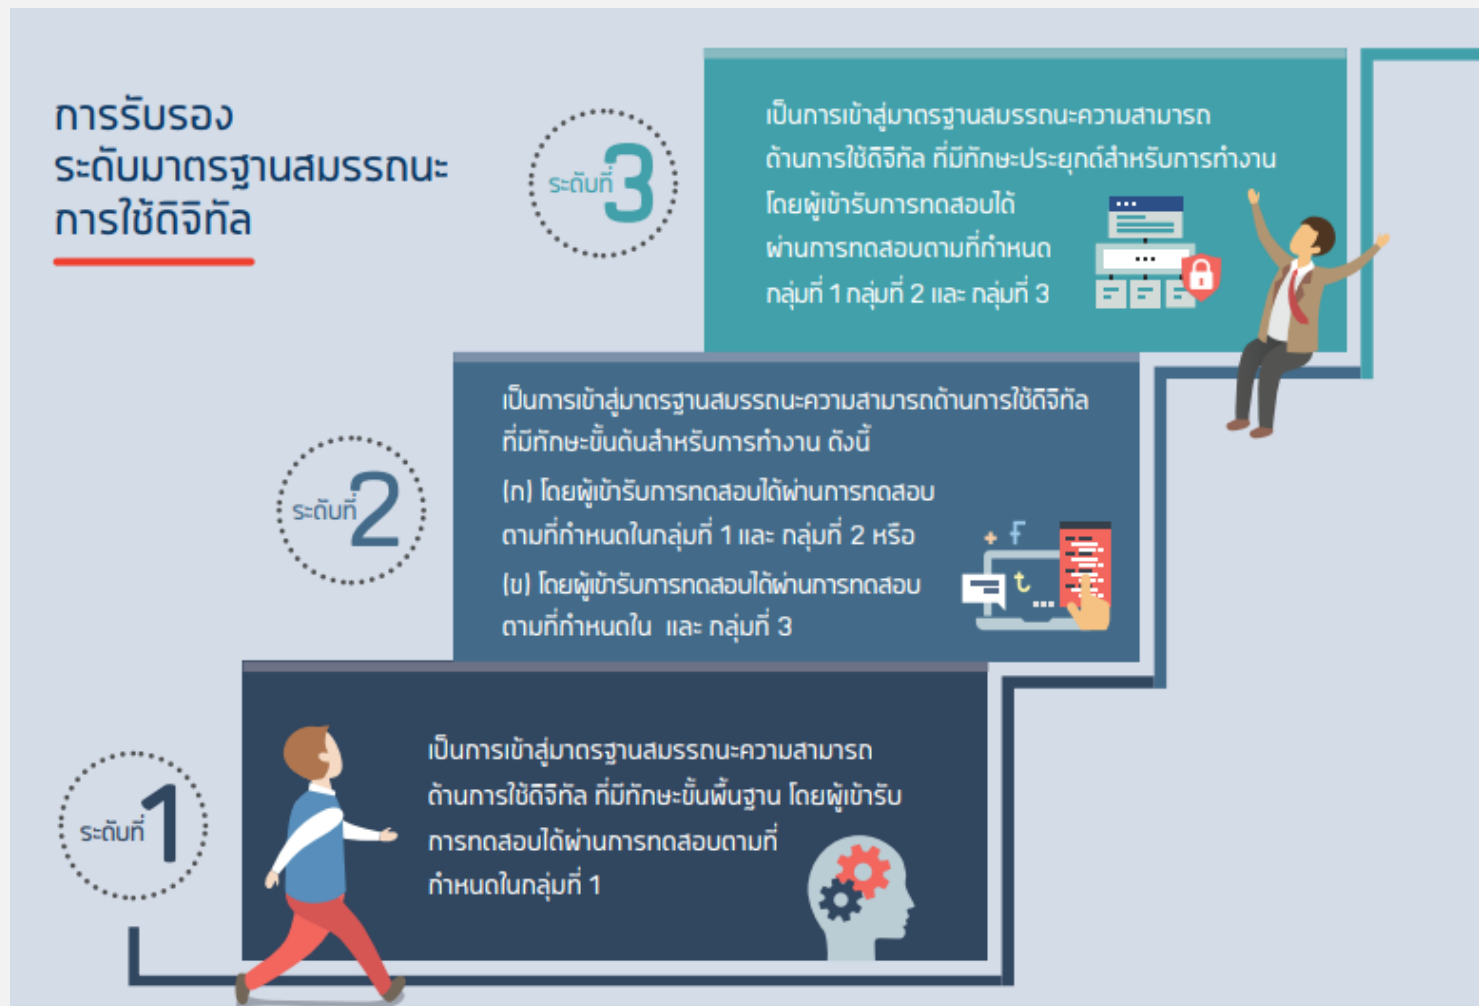 การรับรอง
ระดับมาตรฐานสมรรถนะ
การใช้ดิจิทัล
ระดับที่ 3
เป็นการเข้าสู่มาตรฐานสมรรถนะความสามารถ
ด้านการใช้ดิจิทัล ที่มีทักษะประยุกต์สำหรับการทำงาน
โดยผู้เข้ารับการทดสอบได้
ผ่านการทดสอบตามที่กำหนด
กลุ่มที่ 1 กลุ่มที่ 2 และ กลุ่มที่ 3
ระดับที่ 2
เป็นการเข้าสู่มาตรฐานสมรรถนะความสามารถด้านการใช้ดิจิทัล
ที่มีทักษะขั้นต้นสำหรับการทำงาน ดังนี้
(ก) โดยผู้เข้ารับการทดสอบได้ผ่านการทดสอบ
ตามที่กำหนดในกลุ่มที่ 1 และ กลุ่มที่ 2 หรือ
(ข) โดยผู้เข้ารับการทดสอบได้ผ่านการทดสอบ
ตามที่กำหนดใน และ กลุ่มที่ 3
+ f
t
...
ระดับที่ 1
เป็นการเข้าสู่มาตรฐานสมรรถนะความสามารถ
ด้านการใช้ดิจิทัล ที่มีทักษะขั้นพื้นฐาน โดยผู้เข้ารับ
การทดสอบได้ผ่านการทดสอบตามที่
กำหนดในกลุ่มที่ 1